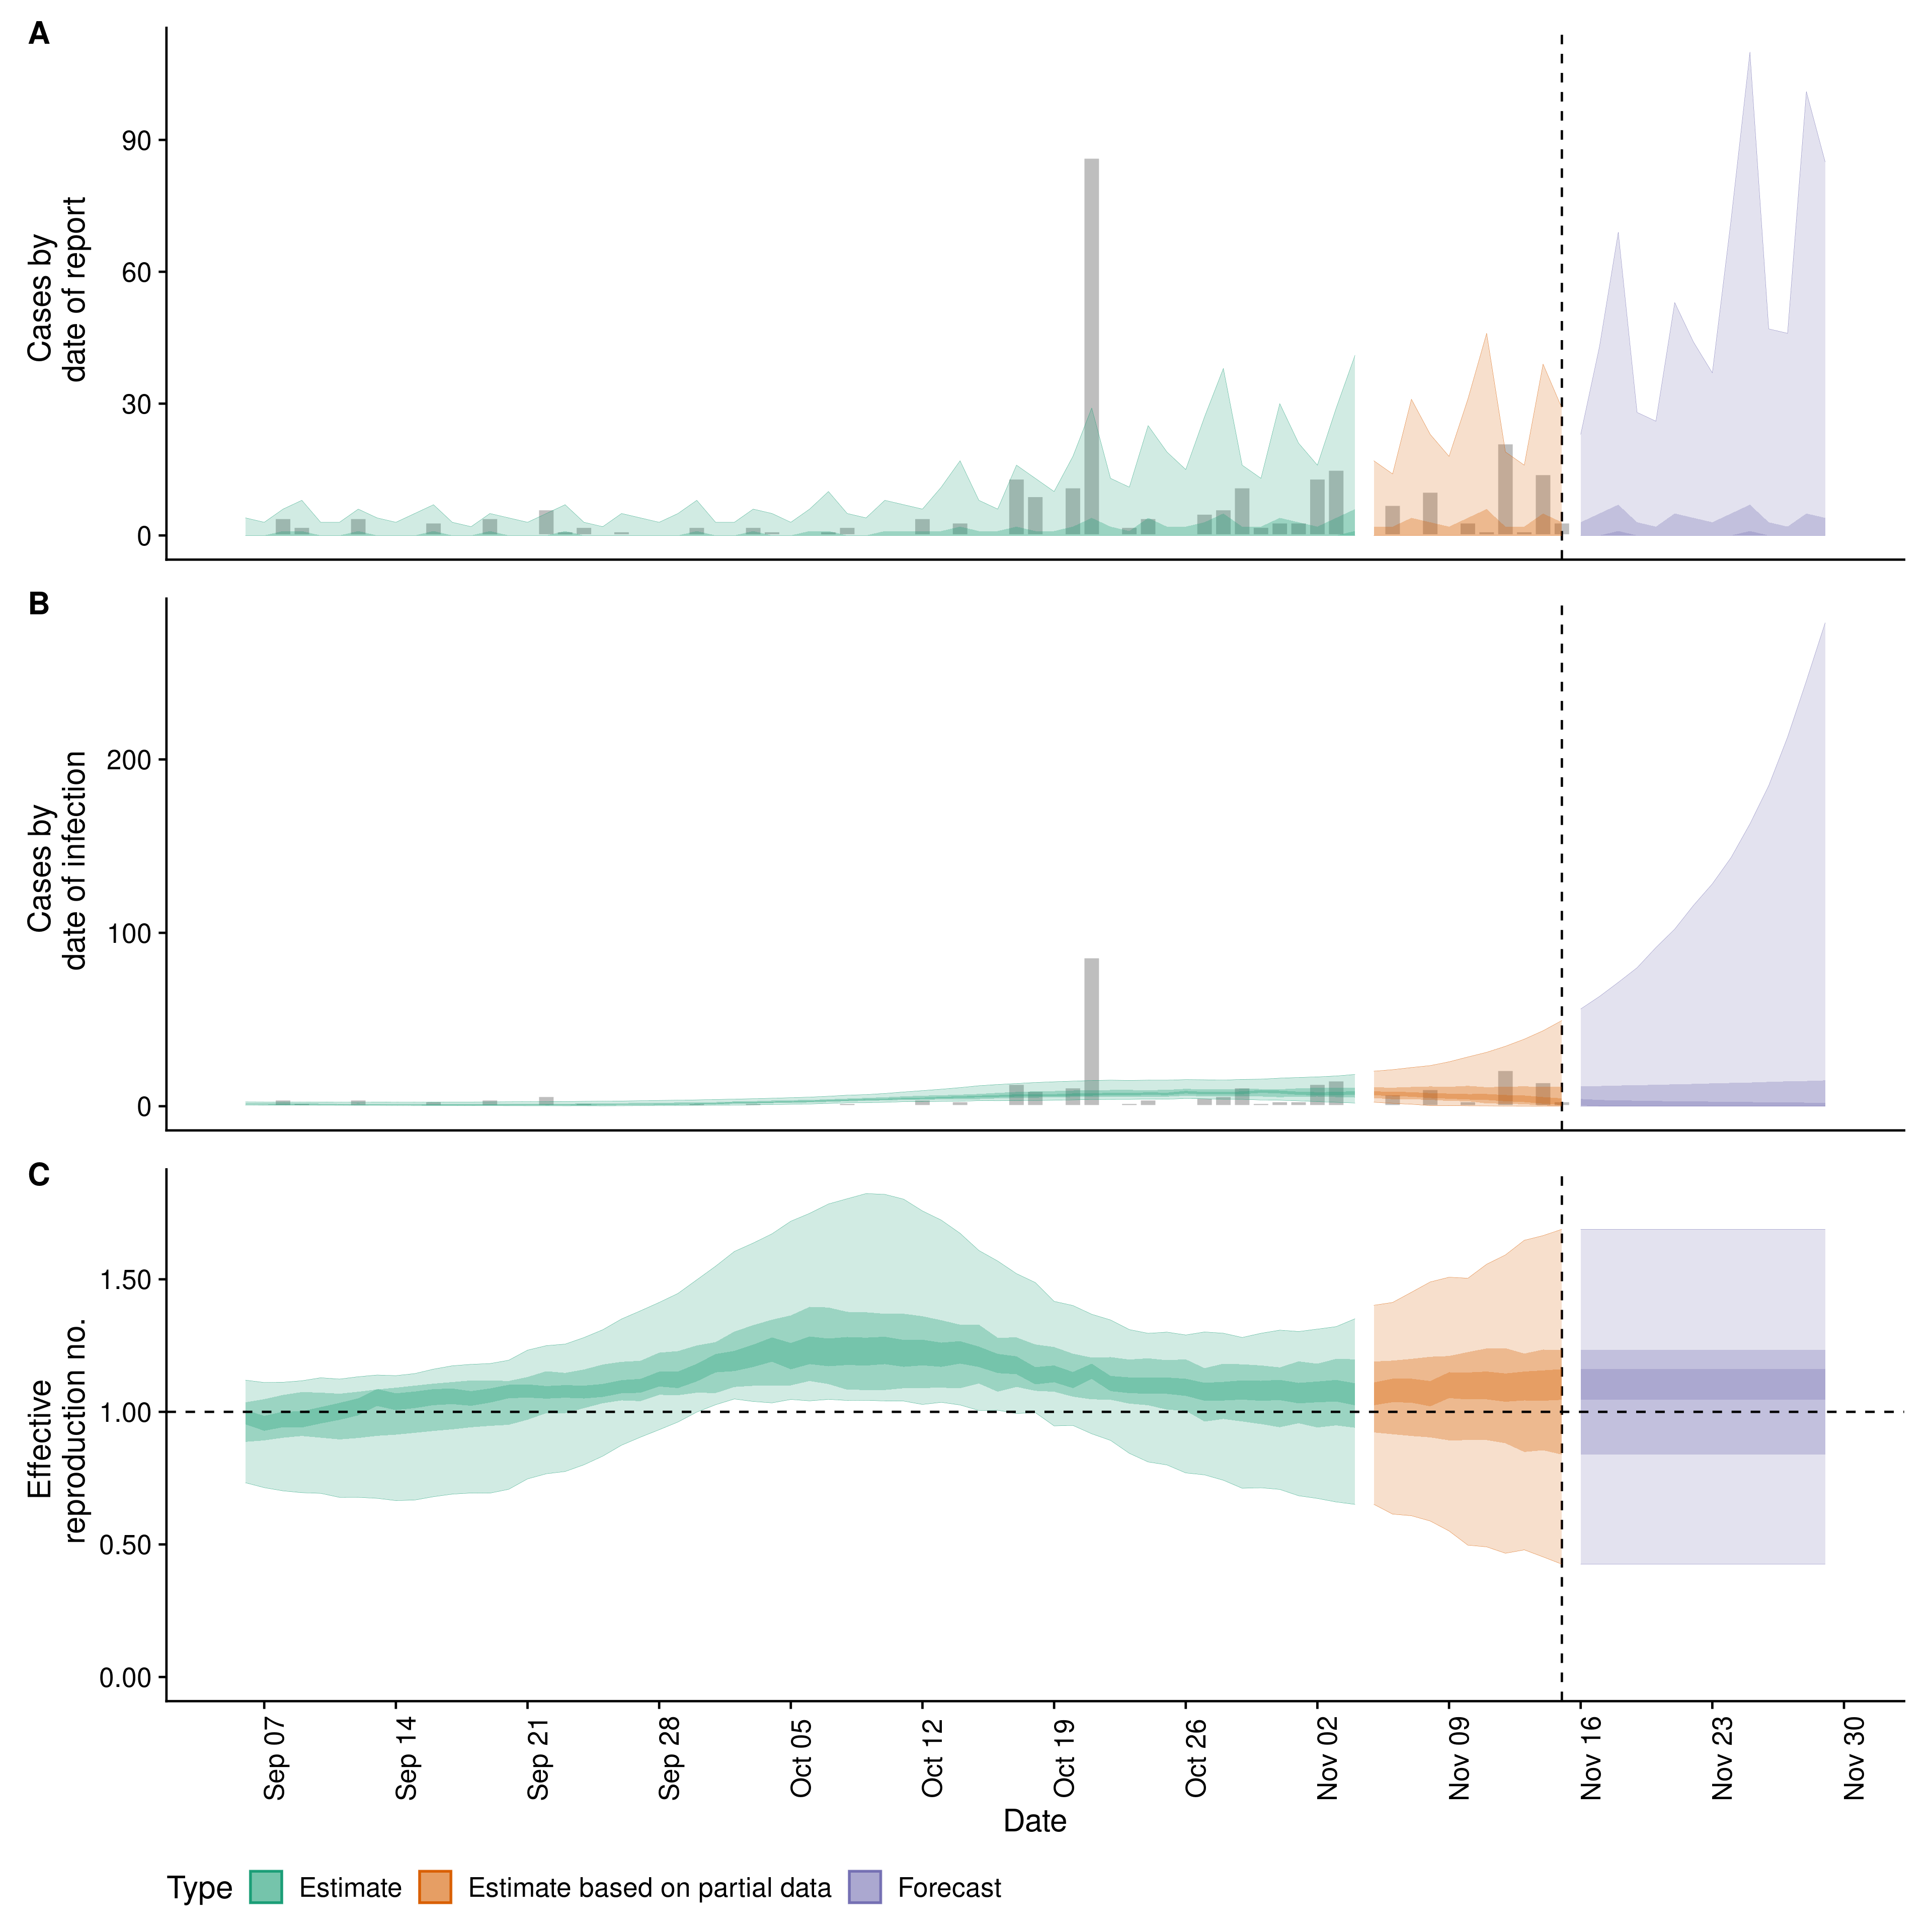 A
Cases by
date of report
90
60
30
0
B
Cases by
date of infection
200
100
0
C
Effective
reproduction no.
1.50
1.00
0.50
0.00
Sep 07
Sep 14
Sep 21
Sep 28
Oct 05
Oct 12
Oct 19
Oct 26
Nov 02
Nov 09
Nov 16
Nov 23
Nov 30
Date
Type Estimate Estimate based on partial data Forecast